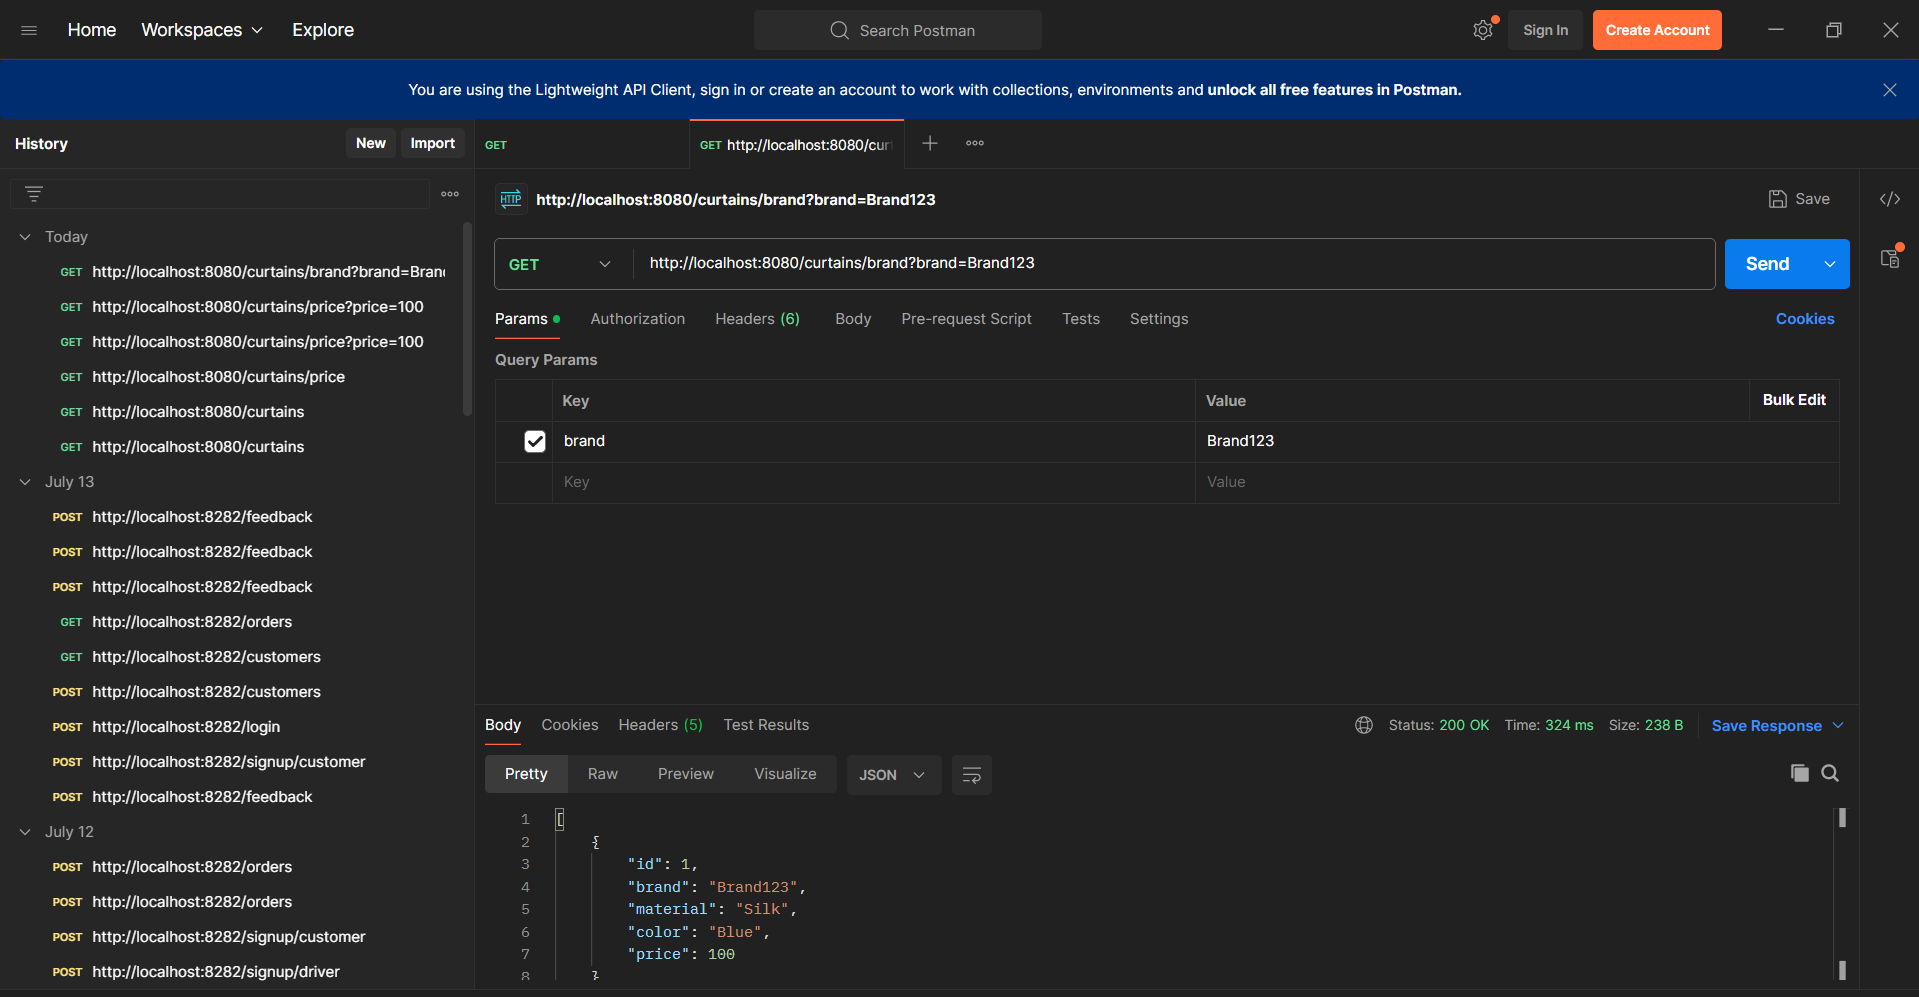 Home Workspaces Explore Search Postman Sign In Create Account
You are using the Lightweight API Client, sign in or create an account to work with collections, environments and unlock all free features in Postman.
History New Import
Today
GET http://localhost:8080/curtains/brand?brand=Bran
GET http://localhost:8080/curtains/price?price=100
GET http://localhost:8080/curtains/price?price=100
GET http://localhost:8080/curtains/price
GET http://localhost:8080/curtains
GET http://localhost:8080/curtains
July 13
POST http://localhost:8282/feedback
POST http://localhost:8282/feedback
POST http://localhost:8282/feedback
GET http://localhost:8282/orders
GET http://localhost:8282/customers
POST http://localhost:8282/customers
POST http://localhost:8282/login
POST http://localhost:8282/signup/customer
POST http://localhost:8282/feedback
July 12
POST http://localhost:8282/orders
POST http://localhost:8282/orders
POST http://localhost:8282/signup/customer
POST http://localhost:8282/signup/driver
GET GET http://localhost:8080/cur
HTTP http://localhost:8080/curtains/brand?brand=Brand123 Save </>
GET http://localhost:8080/curtains/brand?brand=Brand123 Send
Params Authorization Headers (6) Body Pre-request Script Tests Settings Cookies
Query Params
Key Value Bulk Edit
brand Brand123
Key Value
Body Cookies Headers (5) Test Results Status: 200 OK Time: 324 ms Size: 238 B Save Response
Pretty Raw Preview Visualize JSON
1 [
2 {
3 "id": 1,
4 "brand": "Brand123",
5 "material": "Silk",
6 "color": "Blue",
7 "price": 100
8 }